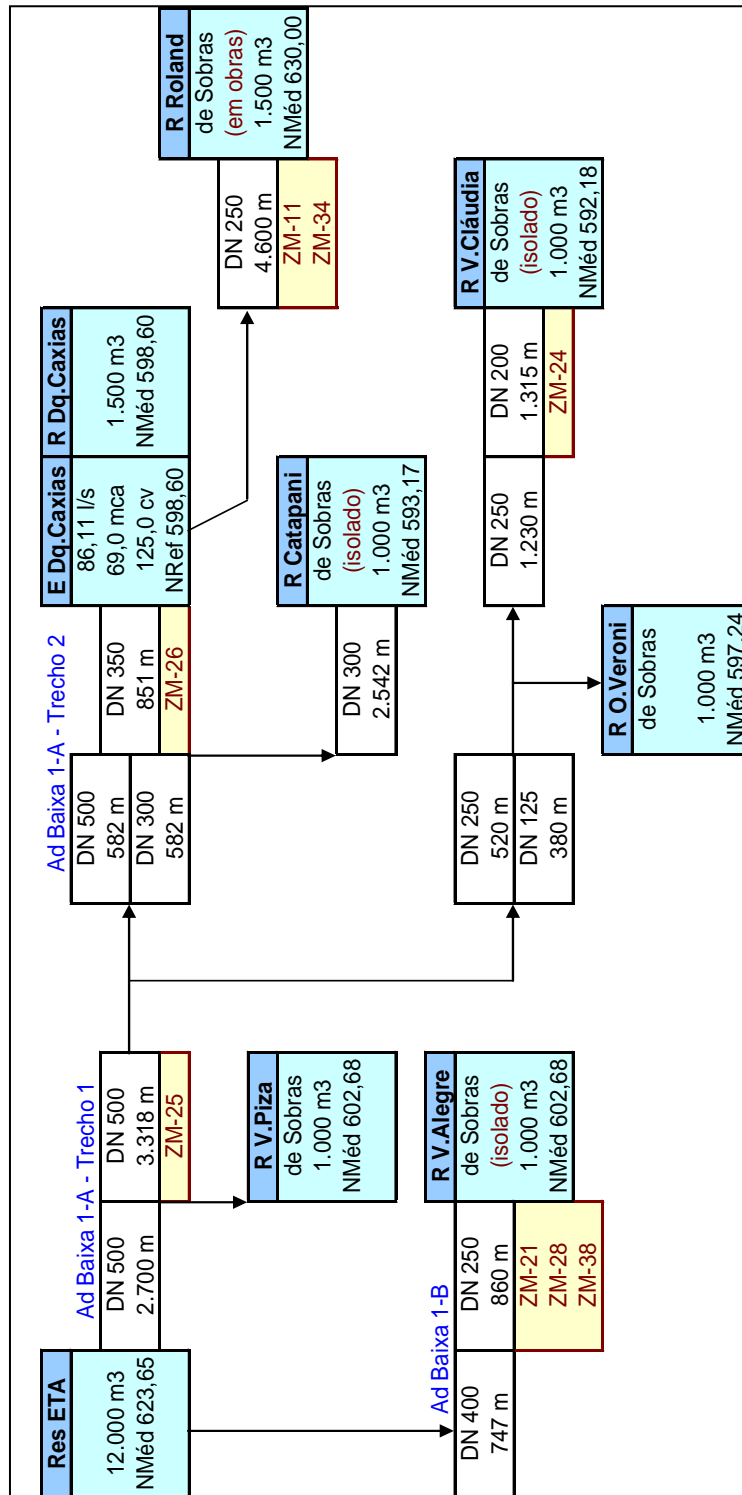 Res ETA
12.000 m3
NMéd 623,65
Ad Baixa 1-A - Trecho 1
DN 500
2.700 m
DN 500
3.318 m
ZM-25
R V.Piza
de Sobras
1.000 m3
NMéd 602,68
Ad Baixa 1-B
DN 400
747 m
DN 250
860 m
ZM-21
ZM-28
ZM-38
R V.Alegre
de Sobras
(isolado)
1.000 m3
NMéd 602,68
Ad Baixa 1-A - Trecho 2
DN 500
582 m
DN 300
582 m
DN 350
851 m
ZM-26
E Dq.Caxias
86,11 l/s
69,0 mca
125,0 cv
NRef 598,60
R Dq.Caxias
1.500 m3
NMéd 598,60
DN 300
2.542 m
R Catapani
de Sobras
(isolado)
1.000 m3
NMéd 593,17
DN 250
4.600 m
ZM-11
ZM-34
R Roland
de Sobras
(em obras)
1.500 m3
NMéd 630,00
DN 250
520 m
DN 125
380 m
R O.Veroni
de Sobras
1.000 m3
NMéd 597,24
DN 250
1.230 m
DN 200
1.315 m
ZM-24
R V.Cláudia
de Sobras
(isolado)
1.000 m3
NMéd 592,18